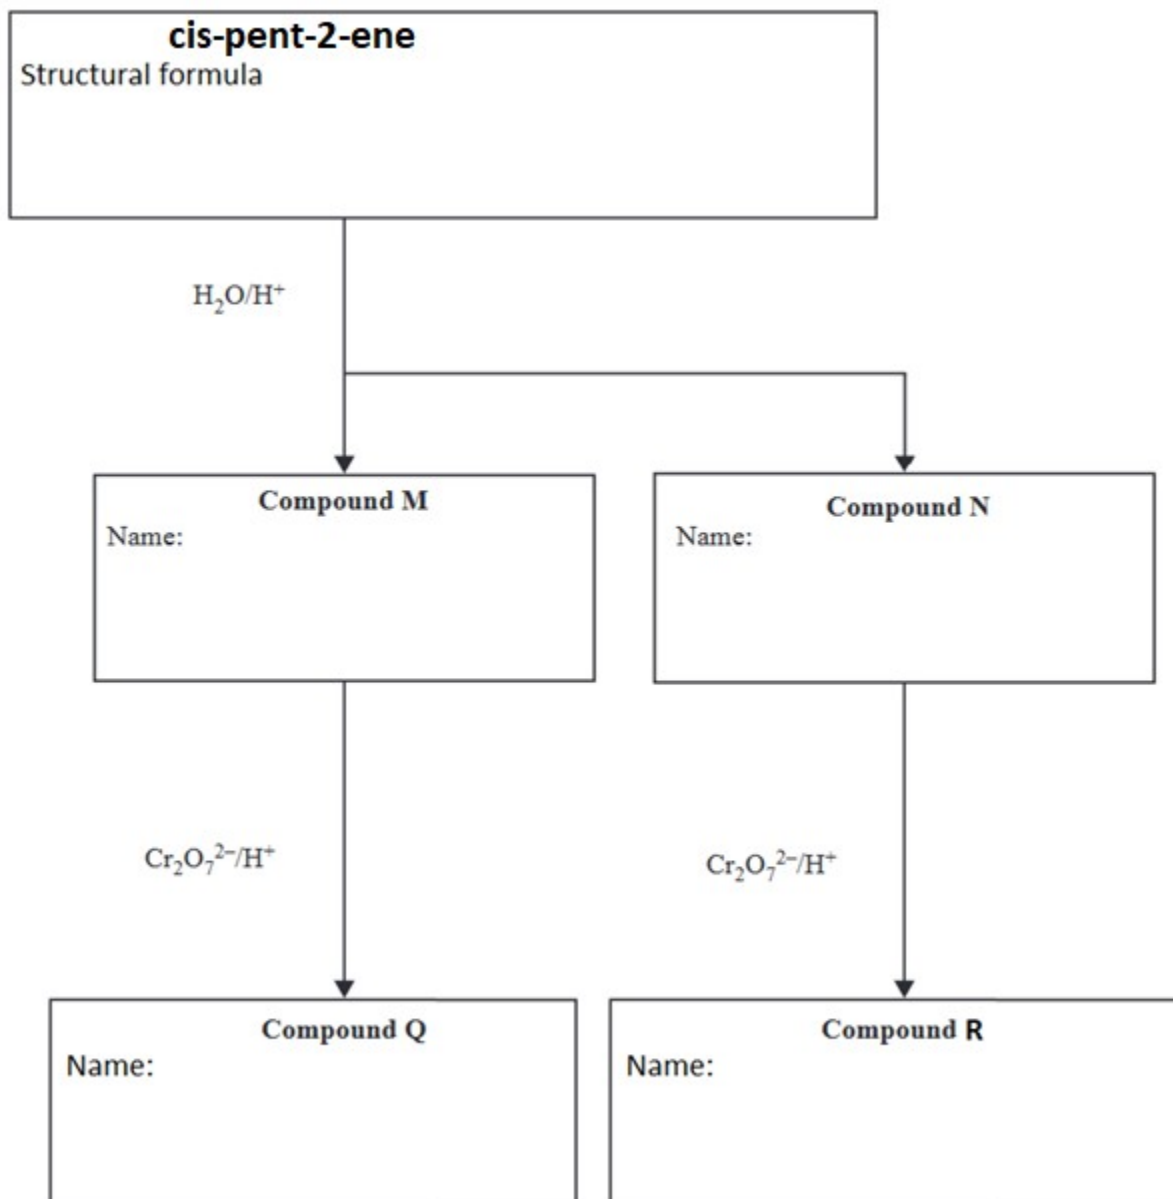 cis-pent-2-ene
Structural formula
H₂O/H⁺
Compound M
Name:
Compound N
Name:
Cr₂O₇²⁻/H⁺
Cr₂O₇²⁻/H⁺
Compound Q
Name:
Compound R
Name: